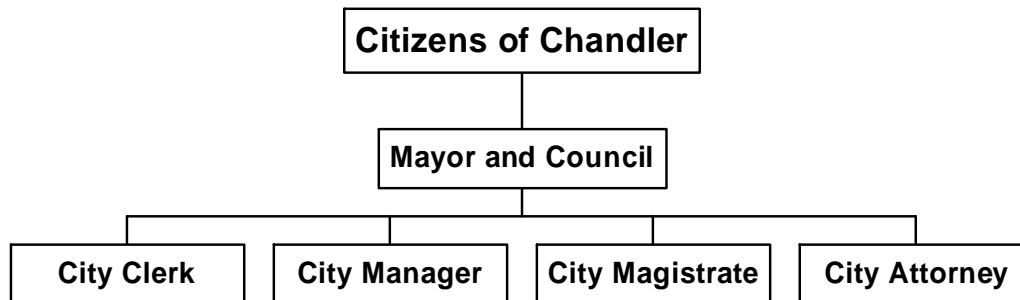 Citizens of Chandler
Mayor and Council
City Clerk
City Manager
City Magistrate
City Attorney